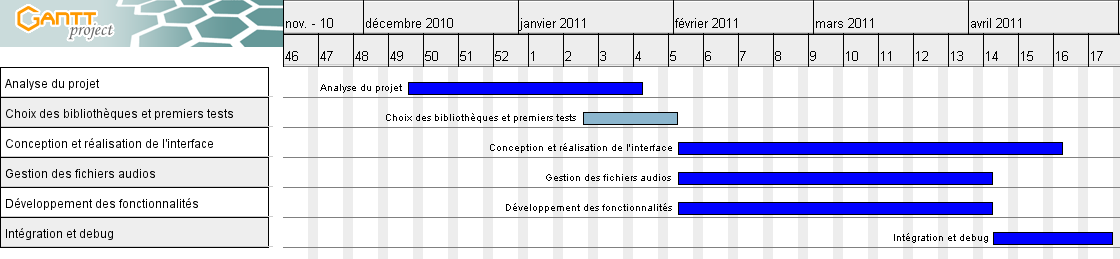 GANTT project
nov. - 10 décembre 2010 janvier 2011 février 2011 mars 2011 avril 2011
46 47 48 49 50 51 52 1 2 3 4 5 6 7 8 9 10 11 12 13 14 15 16 17
Analyse du projet Analyse du projet
Choix des bibliothèques et premiers tests Choix des bibliothèques et premiers tests
Conception et réalisation de l'interface Conception et réalisation de l'interface
Gestion des fichiers audios Gestion des fichiers audios
Développement des fonctionnalités Développement des fonctionnalités
Intégration et debug Intégration et debug